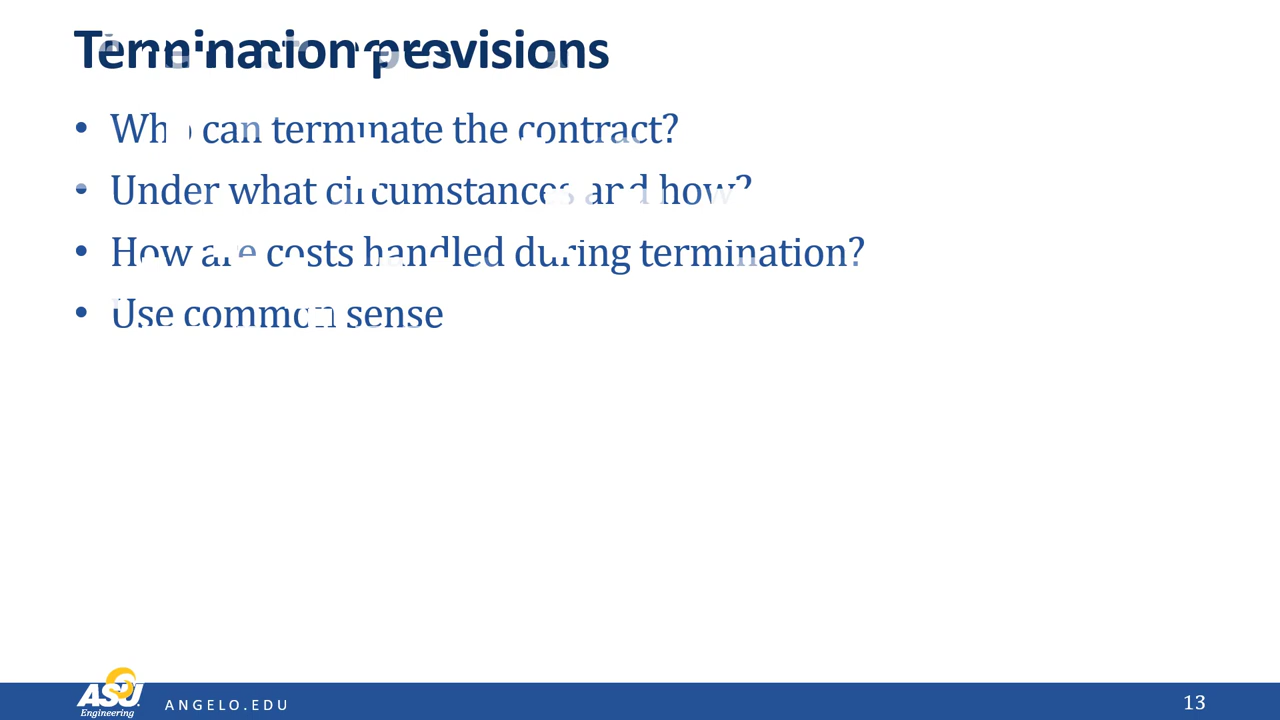 Termination provisions
• Who can terminate the contract?
• Under what circumstances and how?
• How are costs handled during termination?
• Use common sense
ASU
Engineering
ANGELO.EDU
13